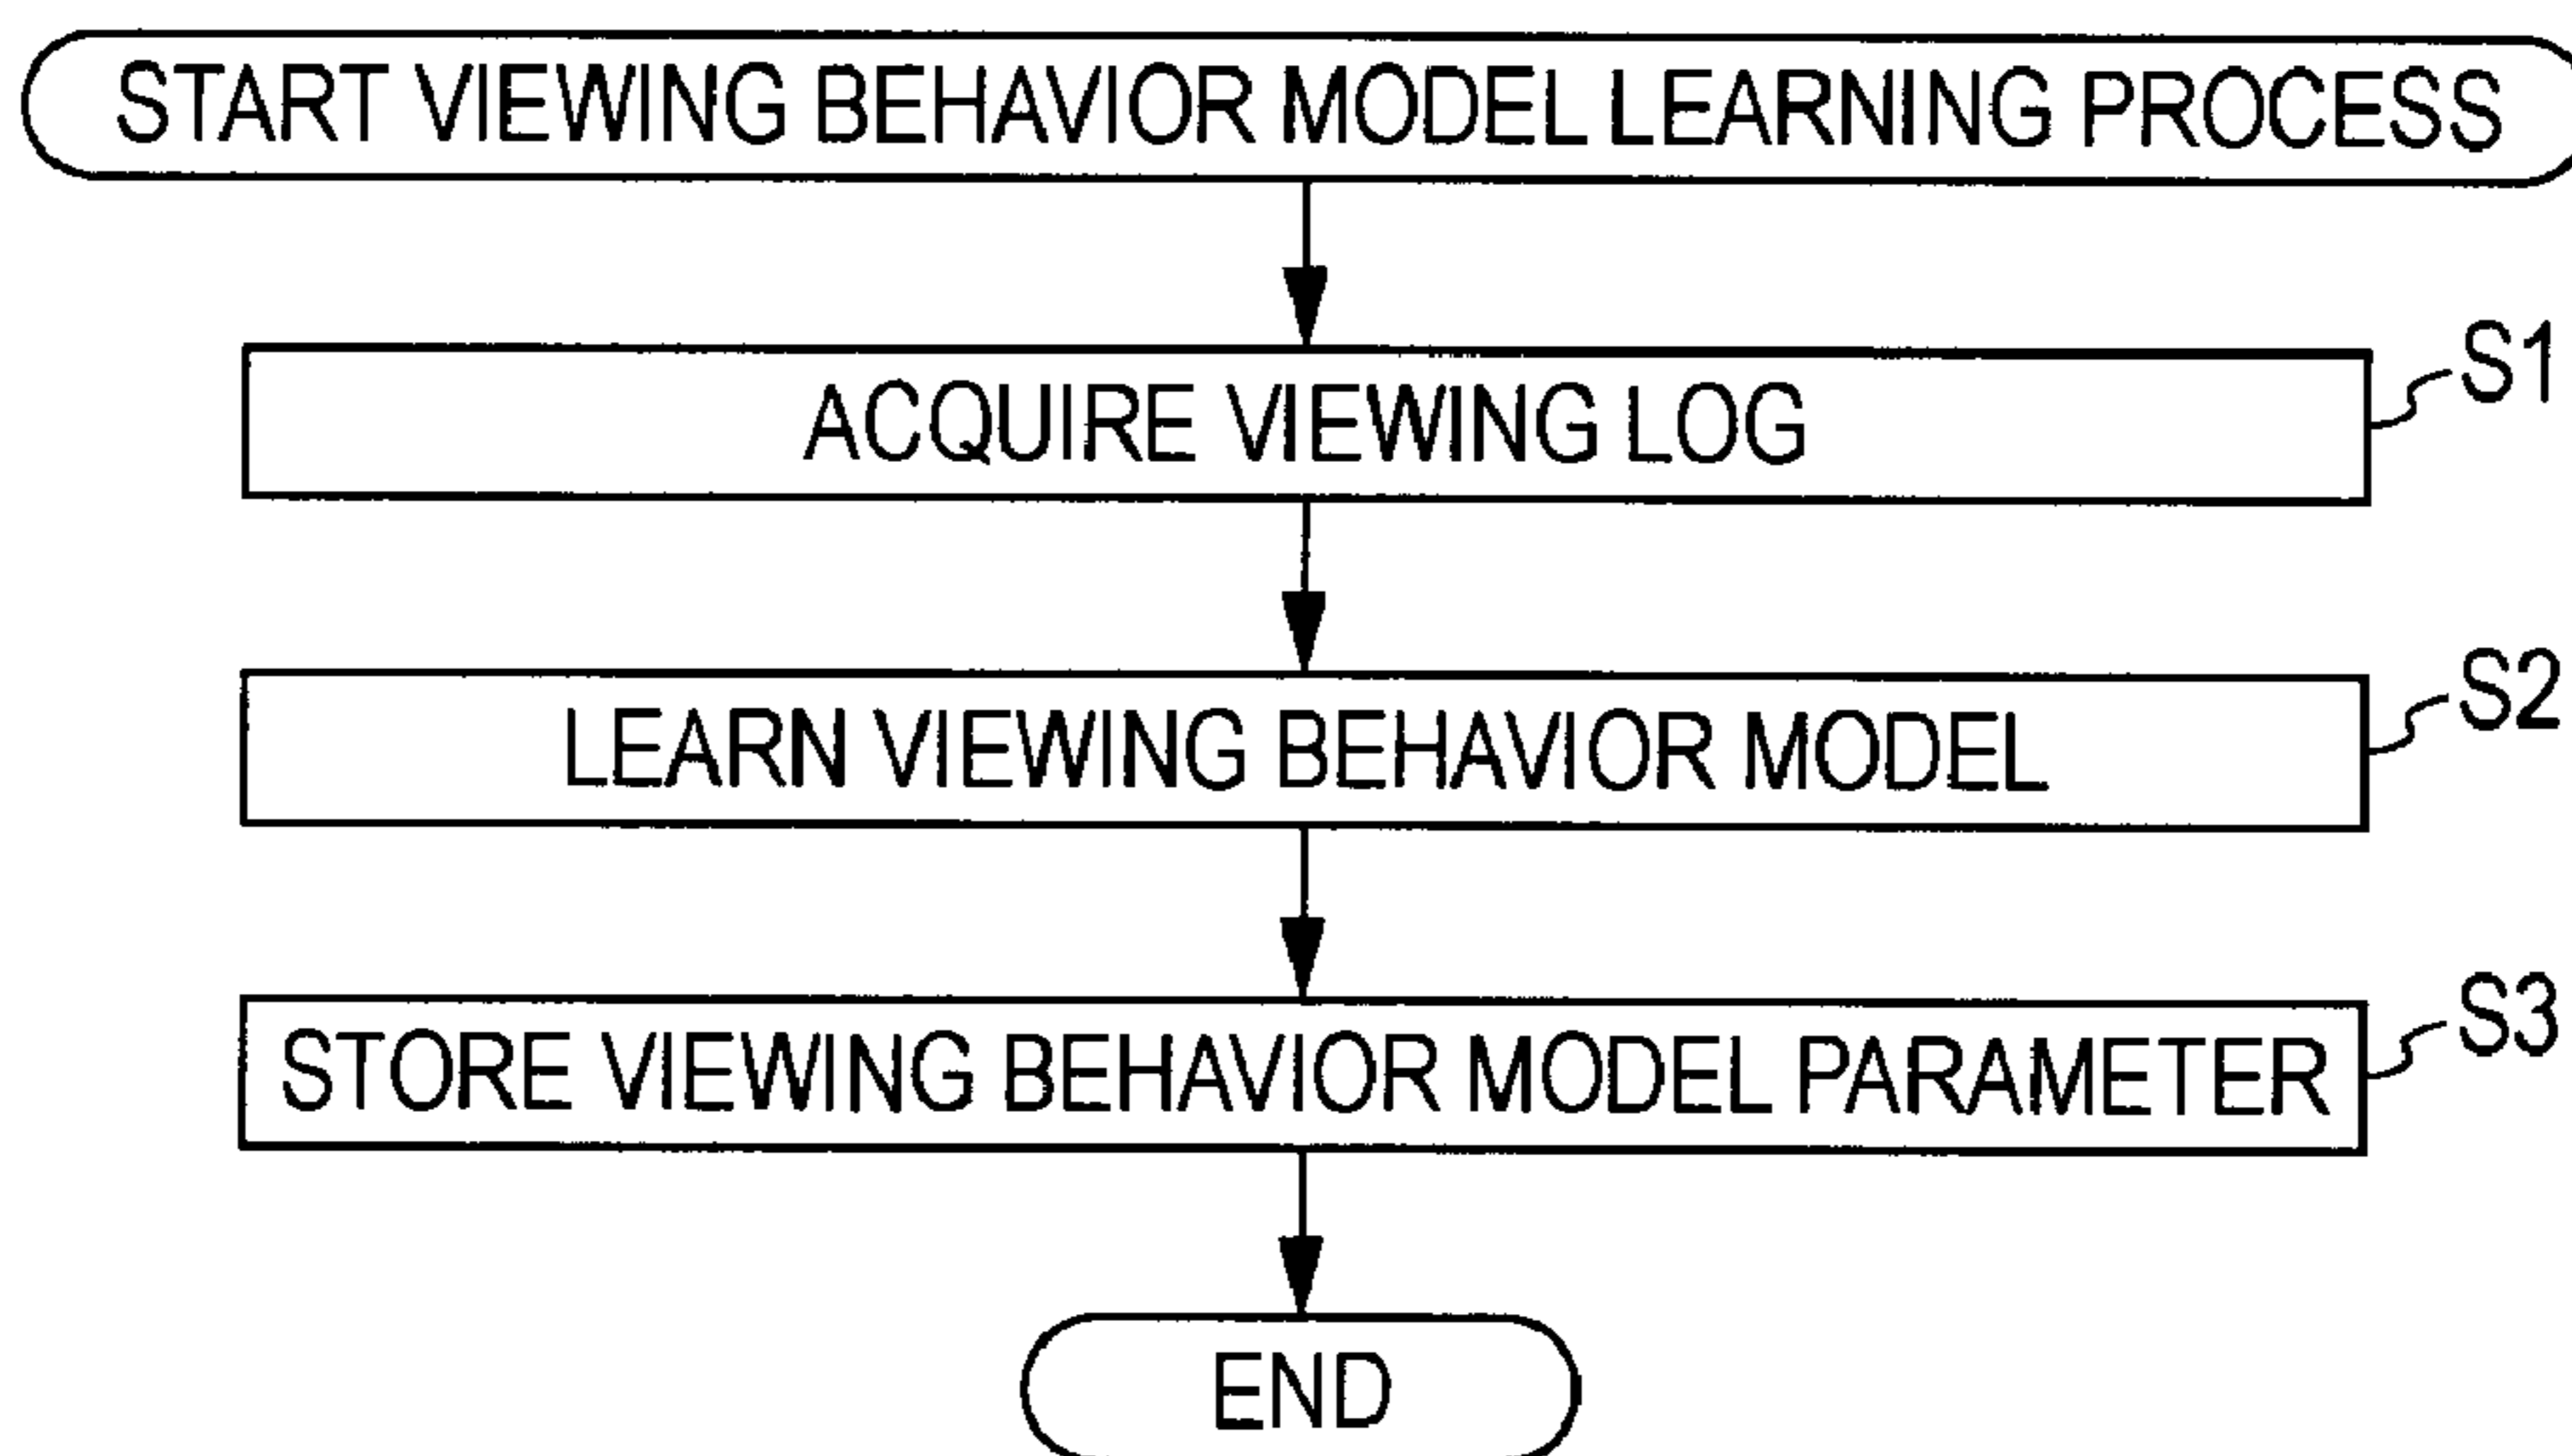 START VIEWING BEHAVIOR MODEL LEARNING PROCESS
ACQUIRE VIEWING LOG
S1
LEARN VIEWING BEHAVIOR MODEL
S2
STORE VIEWING BEHAVIOR MODEL PARAMETER
S3
END